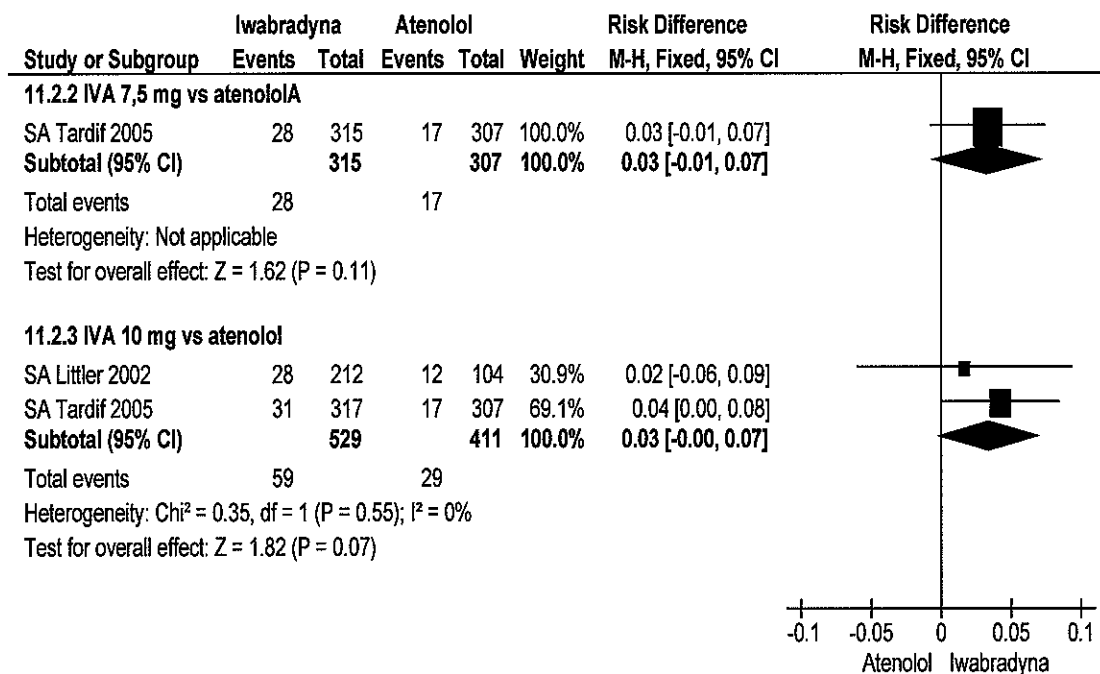 Iwabradyna Atenolol Risk Difference Risk Difference
Study or Subgroup Events Total Events Total Weight M-H, Fixed, 95% CI M-H, Fixed, 95% CI
11.2.2 IVA 7,5 mg vs atenololA
SA Tardif 2005 28 315 17 307 100.0% 0.03 [-0.01, 0.07]
Subtotal (95% CI) 315 307 100.0% 0.03 [-0.01, 0.07]
Total events 28 17
Heterogeneity: Not applicable
Test for overall effect: Z = 1.62 (P = 0.11)
11.2.3 IVA 10 mg vs atenolol
SA Littler 2002 28 212 12 104 30.9% 0.02 [-0.06, 0.09]
SA Tardif 2005 31 317 17 307 69.1% 0.04 [0.00, 0.08]
Subtotal (95% CI) 529 411 100.0% 0.03 [-0.00, 0.07]
Total events 59 29
Heterogeneity: Chi² = 0.35, df = 1 (P = 0.55); I² = 0%
Test for overall effect: Z = 1.82 (P = 0.07)
-0.1 -0.05 0 0.05 0.1
Atenolol Iwabradyna